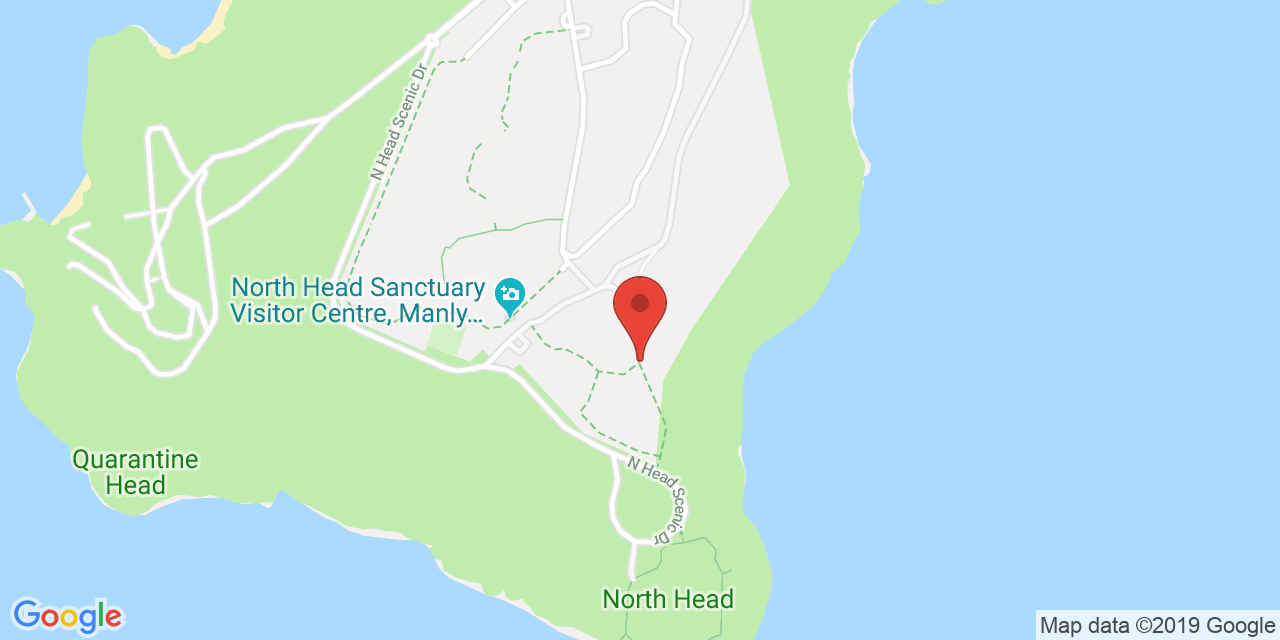 N Head Scenic Dr
North Head Sanctuary
Visitor Centre, Manly...
Quarantine
Head
N Head Scenic Dr
North Head
Google
Map data ©2019 Google